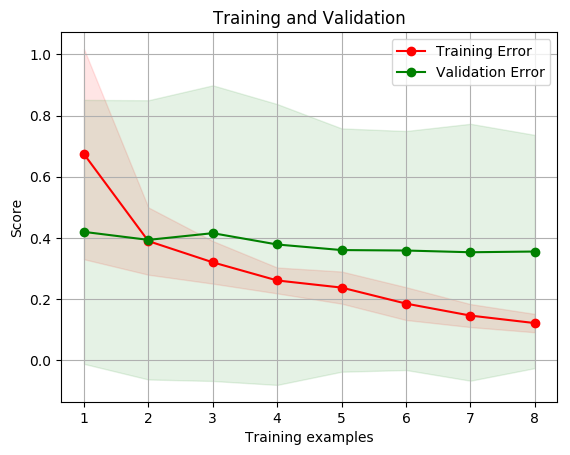 Training and Validation
Training Error
Validation Error
1.0
0.8
0.6
0.4
0.2
0.0
Score
1 2 3 4 5 6 7 8
Training examples